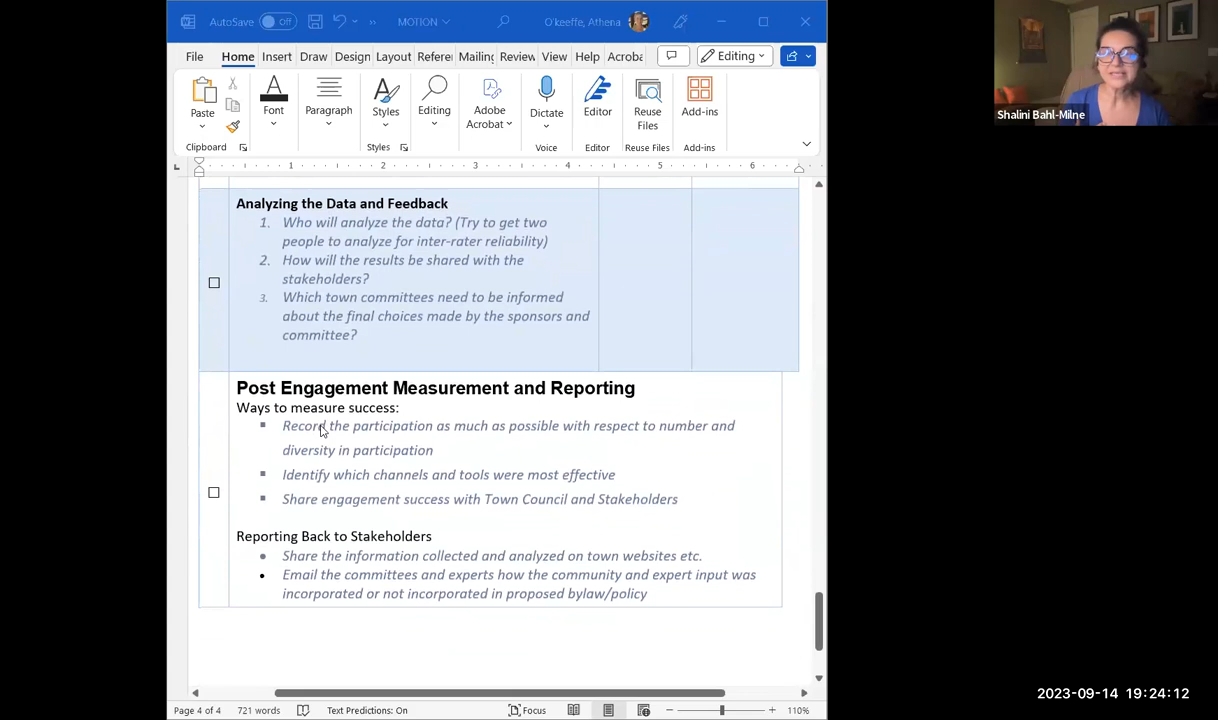 AutoSave Off MOTION O'keeffe, Athena
File Home Insert Draw Design Layout Refere Mailing Review View Help Acroba Editing
Paste Font Paragraph Styles Editing Adobe Acrobat Dictate Editor Reuse Files Add-ins
Clipboard Styles Voice Editor Reuse Files Add-ins
1 2 3 4 5 6
Analyzing the Data and Feedback
1. Who will analyze the data? (Try to get two
people to analyze for inter-rater reliability)
2. How will the results be shared with the
stakeholders?
3. Which town committees need to be informed
about the final choices made by the sponsors and
committee?
Post Engagement Measurement and Reporting
Ways to measure success:
▪ Record the participation as much as possible with respect to number and
diversity in participation
▪ Identify which channels and tools were most effective
▪ Share engagement success with Town Council and Stakeholders
Reporting Back to Stakeholders
• Share the information collected and analyzed on town websites etc.
• Email the committees and experts how the community and expert input was
incorporated or not incorporated in proposed bylaw/policy
Page 4 of 4 721 words Text Predictions: On Focus 110%
Shalini Bahl-Milne
2023-09-14 19:24:12